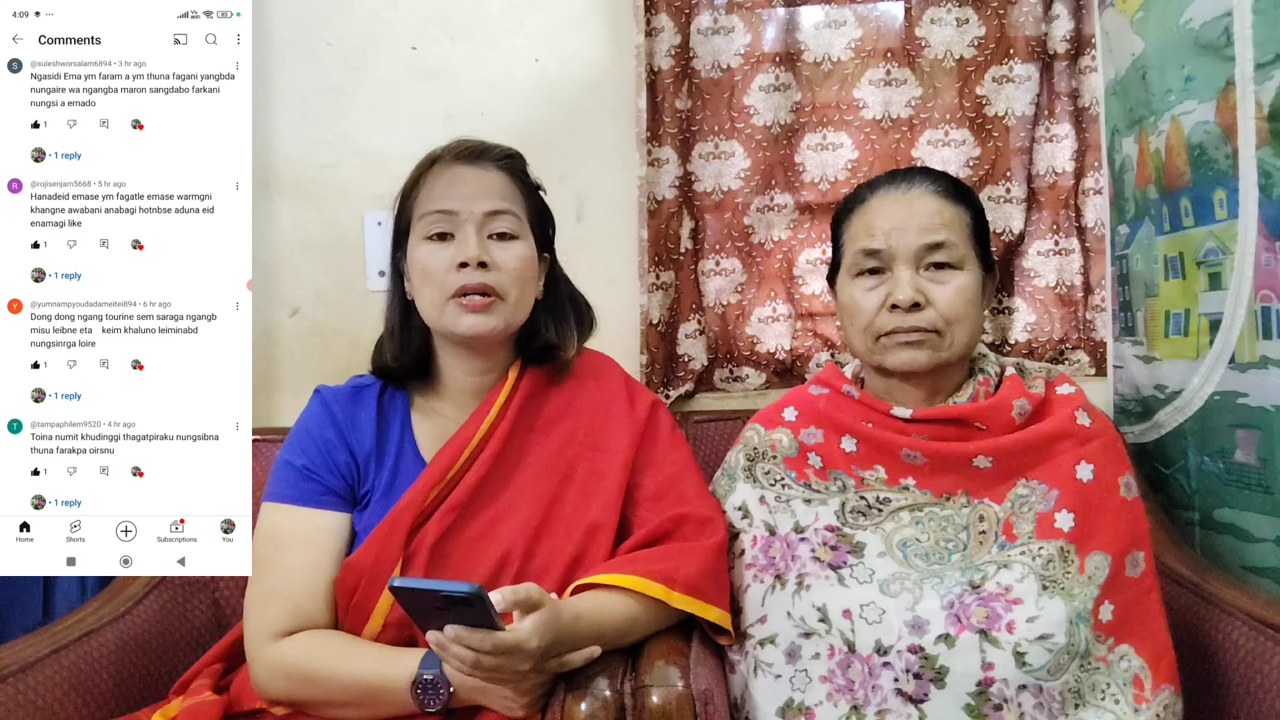 4:09 ...
Vo
WiFi
63
Comments
S
@suleshworsalam6894 • 3 hr ago
Ngasidi Ema ym faram a ym thuna fagani yangbda
nungaire wa ngangba maron sangdabo farkani
nungsi a emado
1
• 1 reply
R
@rojisenjam5668 • 5 hr ago
Hanadeid emase ym fagatle emase warmgni
khangne awabani anabagi hotnbse aduna eid
enamagi like
1
• 1 reply
Y
@yumnampyoudadameitei894 • 6 hr ago
Dong dong ngang tourine sem saraga ngangb
misu leibne eta keim khaluno leiminabd
nungsinrga loire
1
• 1 reply
T
@tampaphilem9520 • 4 hr ago
Toina numit khudinggi thagatpiraku nungsibna
thuna farakpa oirsnu
1
• 1 reply
Home
Shorts
Subscriptions
You